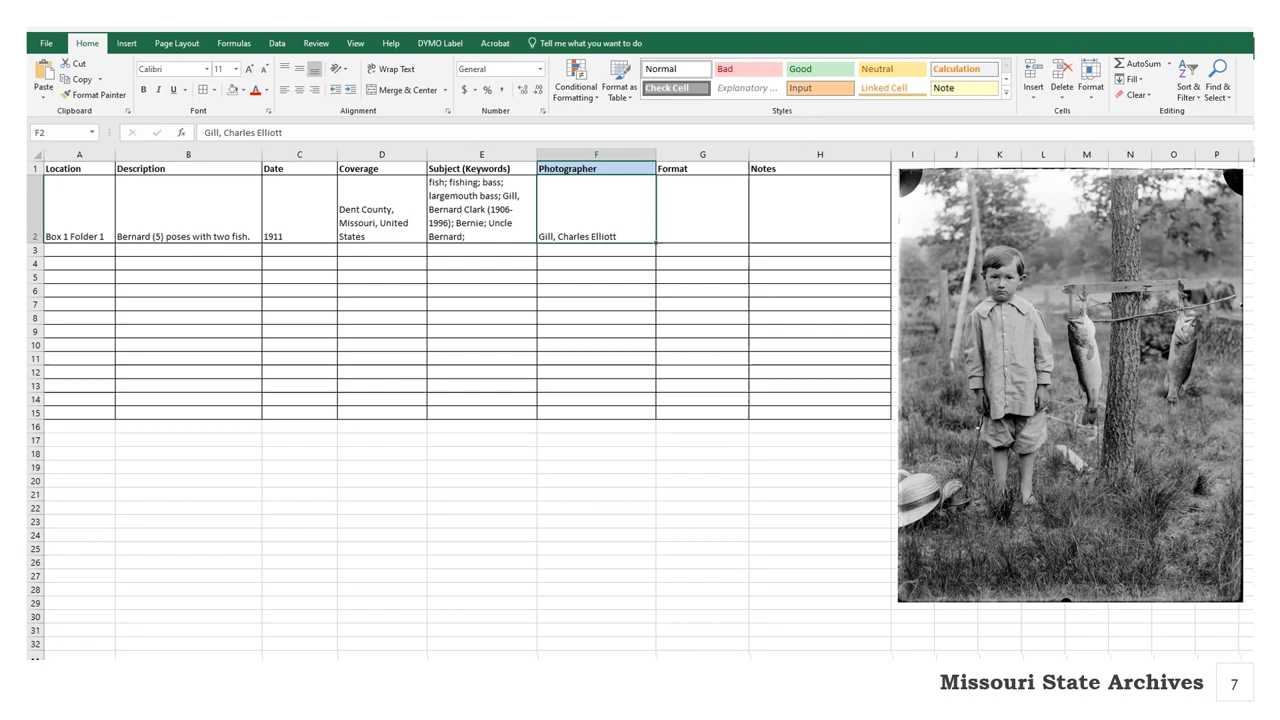 File Home Insert Page Layout Formulas Data Review View Help DYMO Label Acrobat Tell me what you want to do
Paste
Cut
Copy
Format Painter
Clipboard
Calibri 11
B I U
Font
Wrap Text
Merge & Center
Alignment
General
$ % ,
Number
Conditional
Formatting
Format as
Table
Normal Bad Good Neutral Calculation
Check Cell Explanatory ... Input Linked Cell Note
Styles
Insert Delete Format
Cells
AutoSum
Fill
Clear
Sort &
Filter
Find &
Select
Editing
F2 fx Gill, Charles Elliott
A B C D E F G H I J K L M N O P
1 Location Description Date Coverage Subject (Keywords) Photographer Format Notes
2 Box 1 Folder 1
Bernard (5) poses with two fish.
1911
Dent County,
Missouri, United
States
fish; fishing; bass;
largemouth bass; Gill,
Bernard Clark (1906-
1996); Bernie; Uncle
Bernard;
Gill, Charles Elliott
3
4
5
6
7
8
9
10
11
12
13
14
15
16
17
18
19
20
21
22
23
24
25
26
27
28
29
30
31
32
Missouri State Archives
7